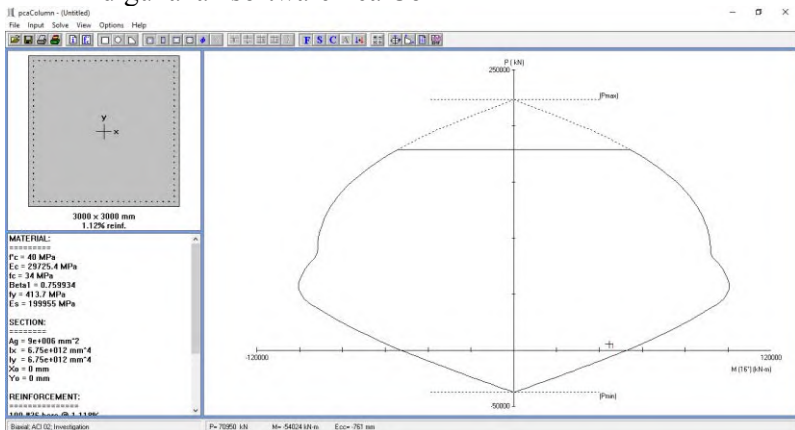 pcaColumn - (Untitled)
File Input Solve View Options Help
F S C
y
x
3000 x 3000 mm
1.12% reinf.
MATERIAL:
=========
f'c = 40 MPa
Ec = 29725.4 MPa
fc = 34 MPa
Beta1 = 0.759934
fy = 413.7 MPa
Es = 199955 MPa
SECTION:
========
Ag = 9e+006 mm^2
Ix = 6.75e+012 mm^4
Iy = 6.75e+012 mm^4
Xo = 0 mm
Yo = 0 mm
REINFORCEMENT:
==============
P ( kN)
250000
(Pmax)
-120000
120000
M (16°) (kN-m)
(Pmin)
-50000
Biaxial; ACI 02; Investigation
P= 70950 kN M= -54024 kN-m Ecc= -761 mm